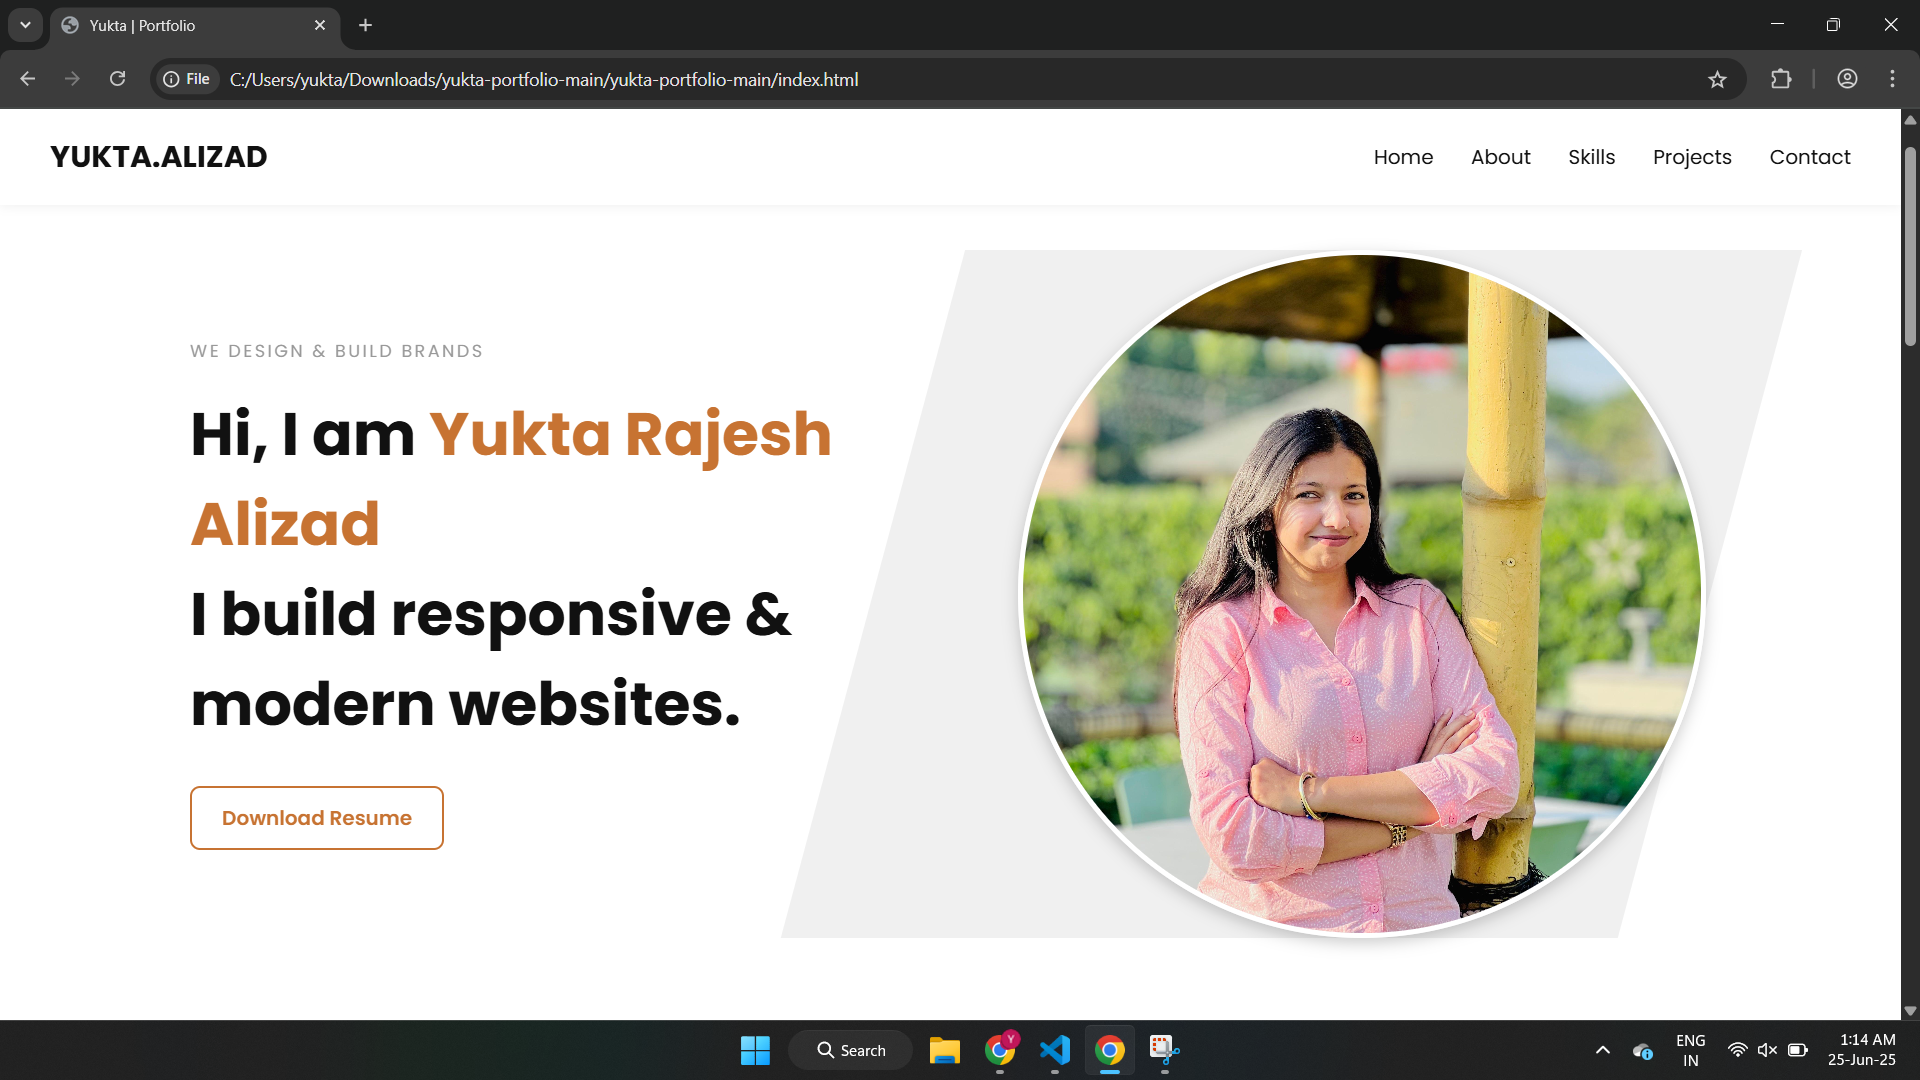 Yukta | Portfolio
File
C:/Users/yukta/Downloads/yukta-portfolio-main/yukta-portfolio-main/index.html
YUKTA.ALIZAD
Home About Skills Projects Contact
WE DESIGN & BUILD BRANDS
Hi, I am Yukta Rajesh
Alizad
I build responsive &
modern websites.
Download Resume
Search
Y
ENG
IN
1:14 AM
25-Jun-25